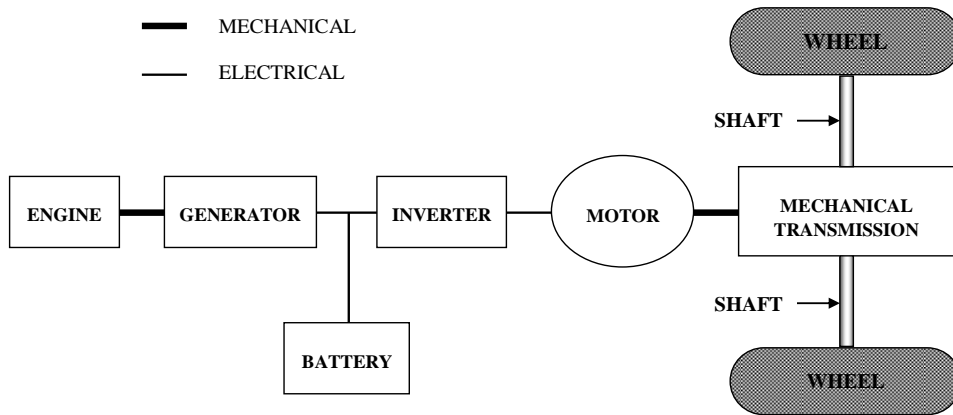 MECHANICAL
ELECTRICAL
WHEEL
SHAFT
ENGINE
GENERATOR
INVERTER
MOTOR
MECHANICAL
TRANSMISSION
SHAFT
BATTERY
WHEEL